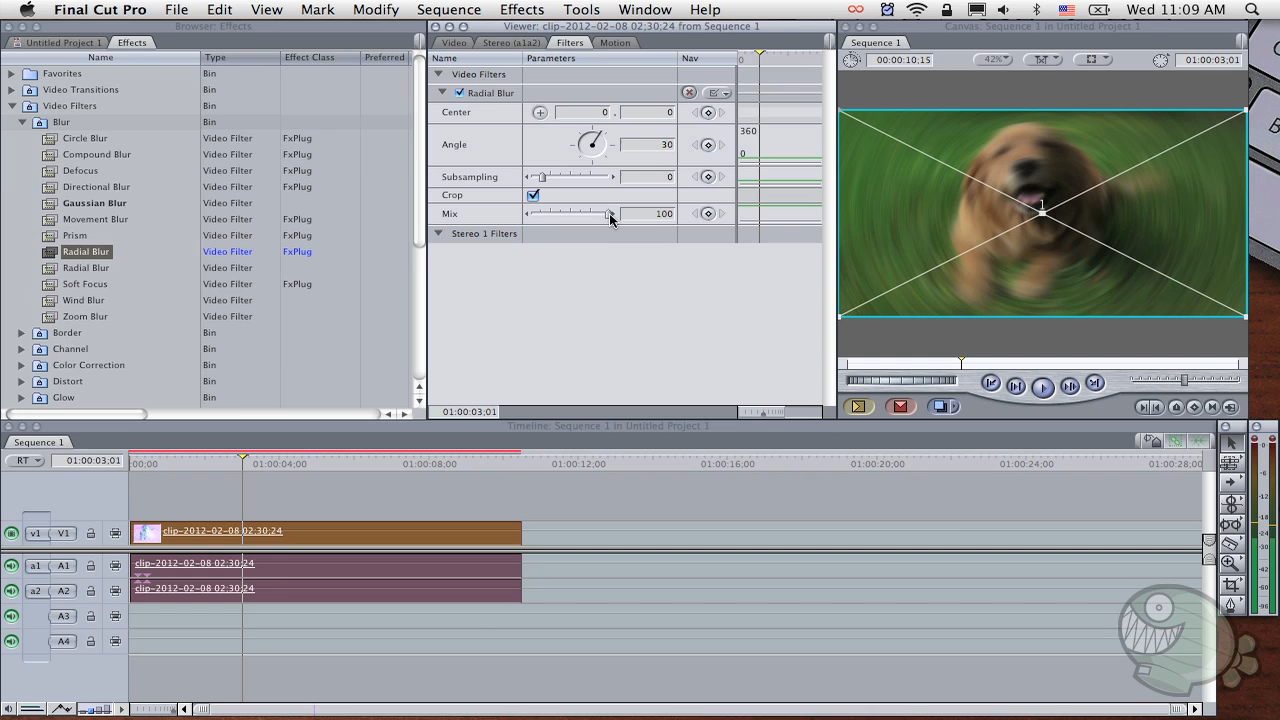 Final Cut Pro File Edit View Mark Modify Sequence Effects Tools Window Help Wed 11:09 AM
Browser: Effects
Viewer: clip-2012-02-08 02;30;24 from Sequence 1
Canvas: Sequence 1 in Untitled Project 1
Untitled Project 1 Effects
Video Stereo (a1a2) Filters Motion
Sequence 1
Name Type Effect Class Preferred
Name Parameters Nav 0
00:00:10;15 42% 01:00:03;01
Favorites Bin
Video Transitions Bin
Video Filters Bin
Blur Bin
Circle Blur Video Filter FxPlug
Compound Blur Video Filter FxPlug
Defocus Video Filter FxPlug
Directional Blur Video Filter FxPlug
Gaussian Blur Video Filter
Movement Blur Video Filter FxPlug
Prism Video Filter FxPlug
Radial Blur Video Filter FxPlug
Radial Blur Video Filter
Soft Focus Video Filter FxPlug
Wind Blur Video Filter
Zoom Blur Video Filter
Border Bin
Channel Bin
Color Correction Bin
Distort Bin
Glow Bin
Video Filters
Radial Blur
Center 0 , 0
Angle 30 360 0
Subsampling 0
Crop
Mix 100
Stereo 1 Filters
01:00:03;01
1
Timeline: Sequence 1 in Untitled Project 1
Sequence 1
RT 01:00:03;01 :00;00 01:00:04;00 01:00:08;00 01:00:12;00 01:00:16;00 01:00:20;00 01:00:24;00 01:00:28;00
v1 V1 clip-2012-02-08 02;30;24
a1 A1 clip-2012-02-08 02;30;24
a2 A2 clip-2012-02-08 02;30;24
A3
A4
0
-6
-12
-18
-24
-30
-42
-66
-96